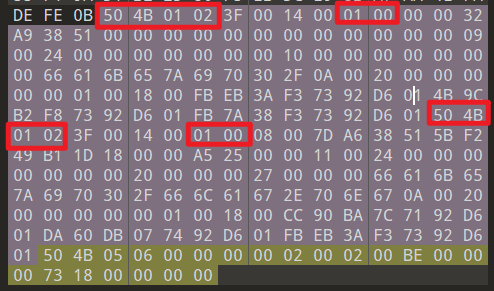 DE FE 0B 50 4B 01 02 3F 00 14 00 01 00 00 00 32
A9 38 51 00 00 00 00 00 00 00 00 00 00 00 00 09
00 24 00 00 00 00 00 00 00 10 00 00 00 00 00 00
00 66 61 6B 65 7A 69 70 30 2F 0A 00 20 00 00 00
00 00 01 00 18 00 FB EB 3A F3 73 92 D6 01 4B 9C
B2 F8 73 92 D6 01 FB 7A 38 F3 73 92 D6 01 50 4B
01 02 3F 00 14 00 01 00 08 00 7D A6 38 51 5B F2
49 B1 1D 18 00 00 A5 25 00 00 11 00 24 00 00 00
00 00 00 00 20 00 00 00 27 00 00 00 66 61 6B 65
7A 69 70 30 2F 66 6C 61 67 2E 70 6E 67 0A 00 20
00 00 00 00 00 01 00 18 00 CC 90 BA 7C 71 92 D6
01 DA 60 DB 07 74 92 D6 01 FB EB 3A F3 73 92 D6
01 50 4B 05 06 00 00 00 00 02 00 02 00 BE 00 00
00 73 18 00 00 00 00